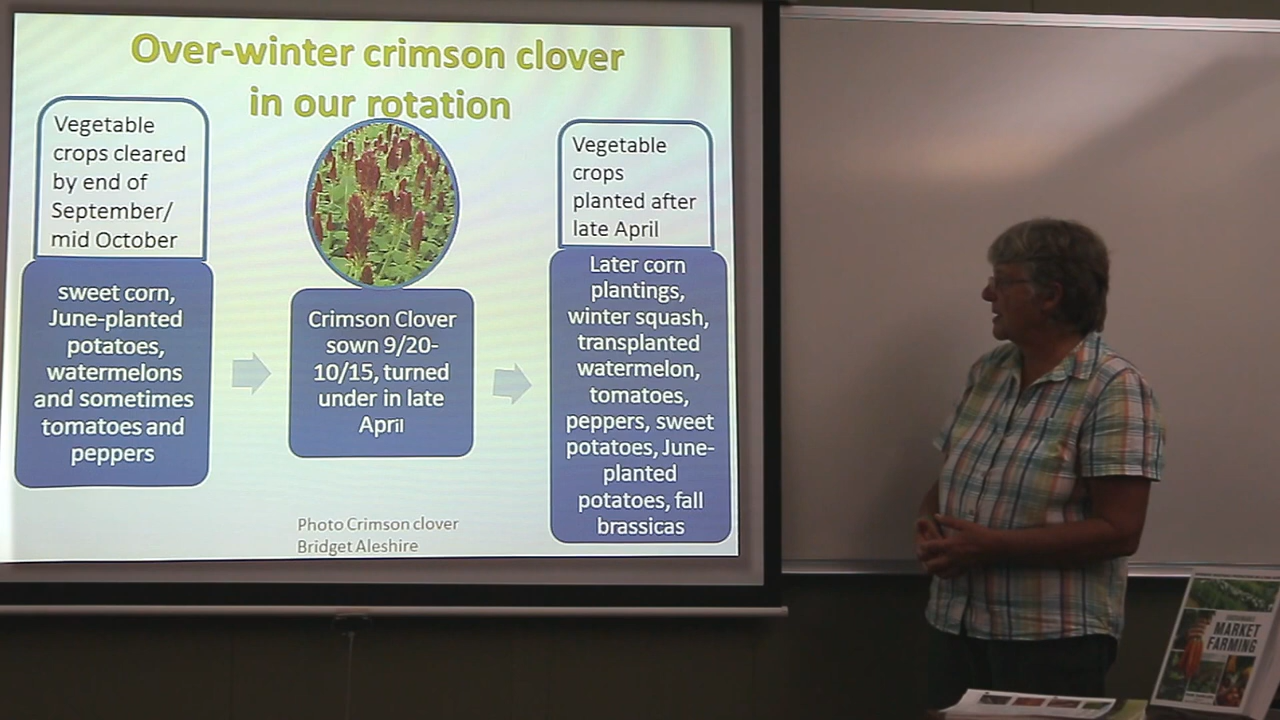 Over-winter crimson clover
in our rotation
Vegetable
crops cleared
by end of
September/
mid October
sweet corn,
June-planted
potatoes,
watermelons
and sometimes
tomatoes and
peppers
Crimson Clover
sown 9/20-
10/15, turned
under in late
April
Photo Crimson clover
Bridget Aleshire
Vegetable
crops
planted after
late April
Later corn
plantings,
winter squash,
transplanted
watermelon,
tomatoes,
peppers, sweet
potatoes, June-
planted
potatoes, fall
brassicas
MARKET
FARMING